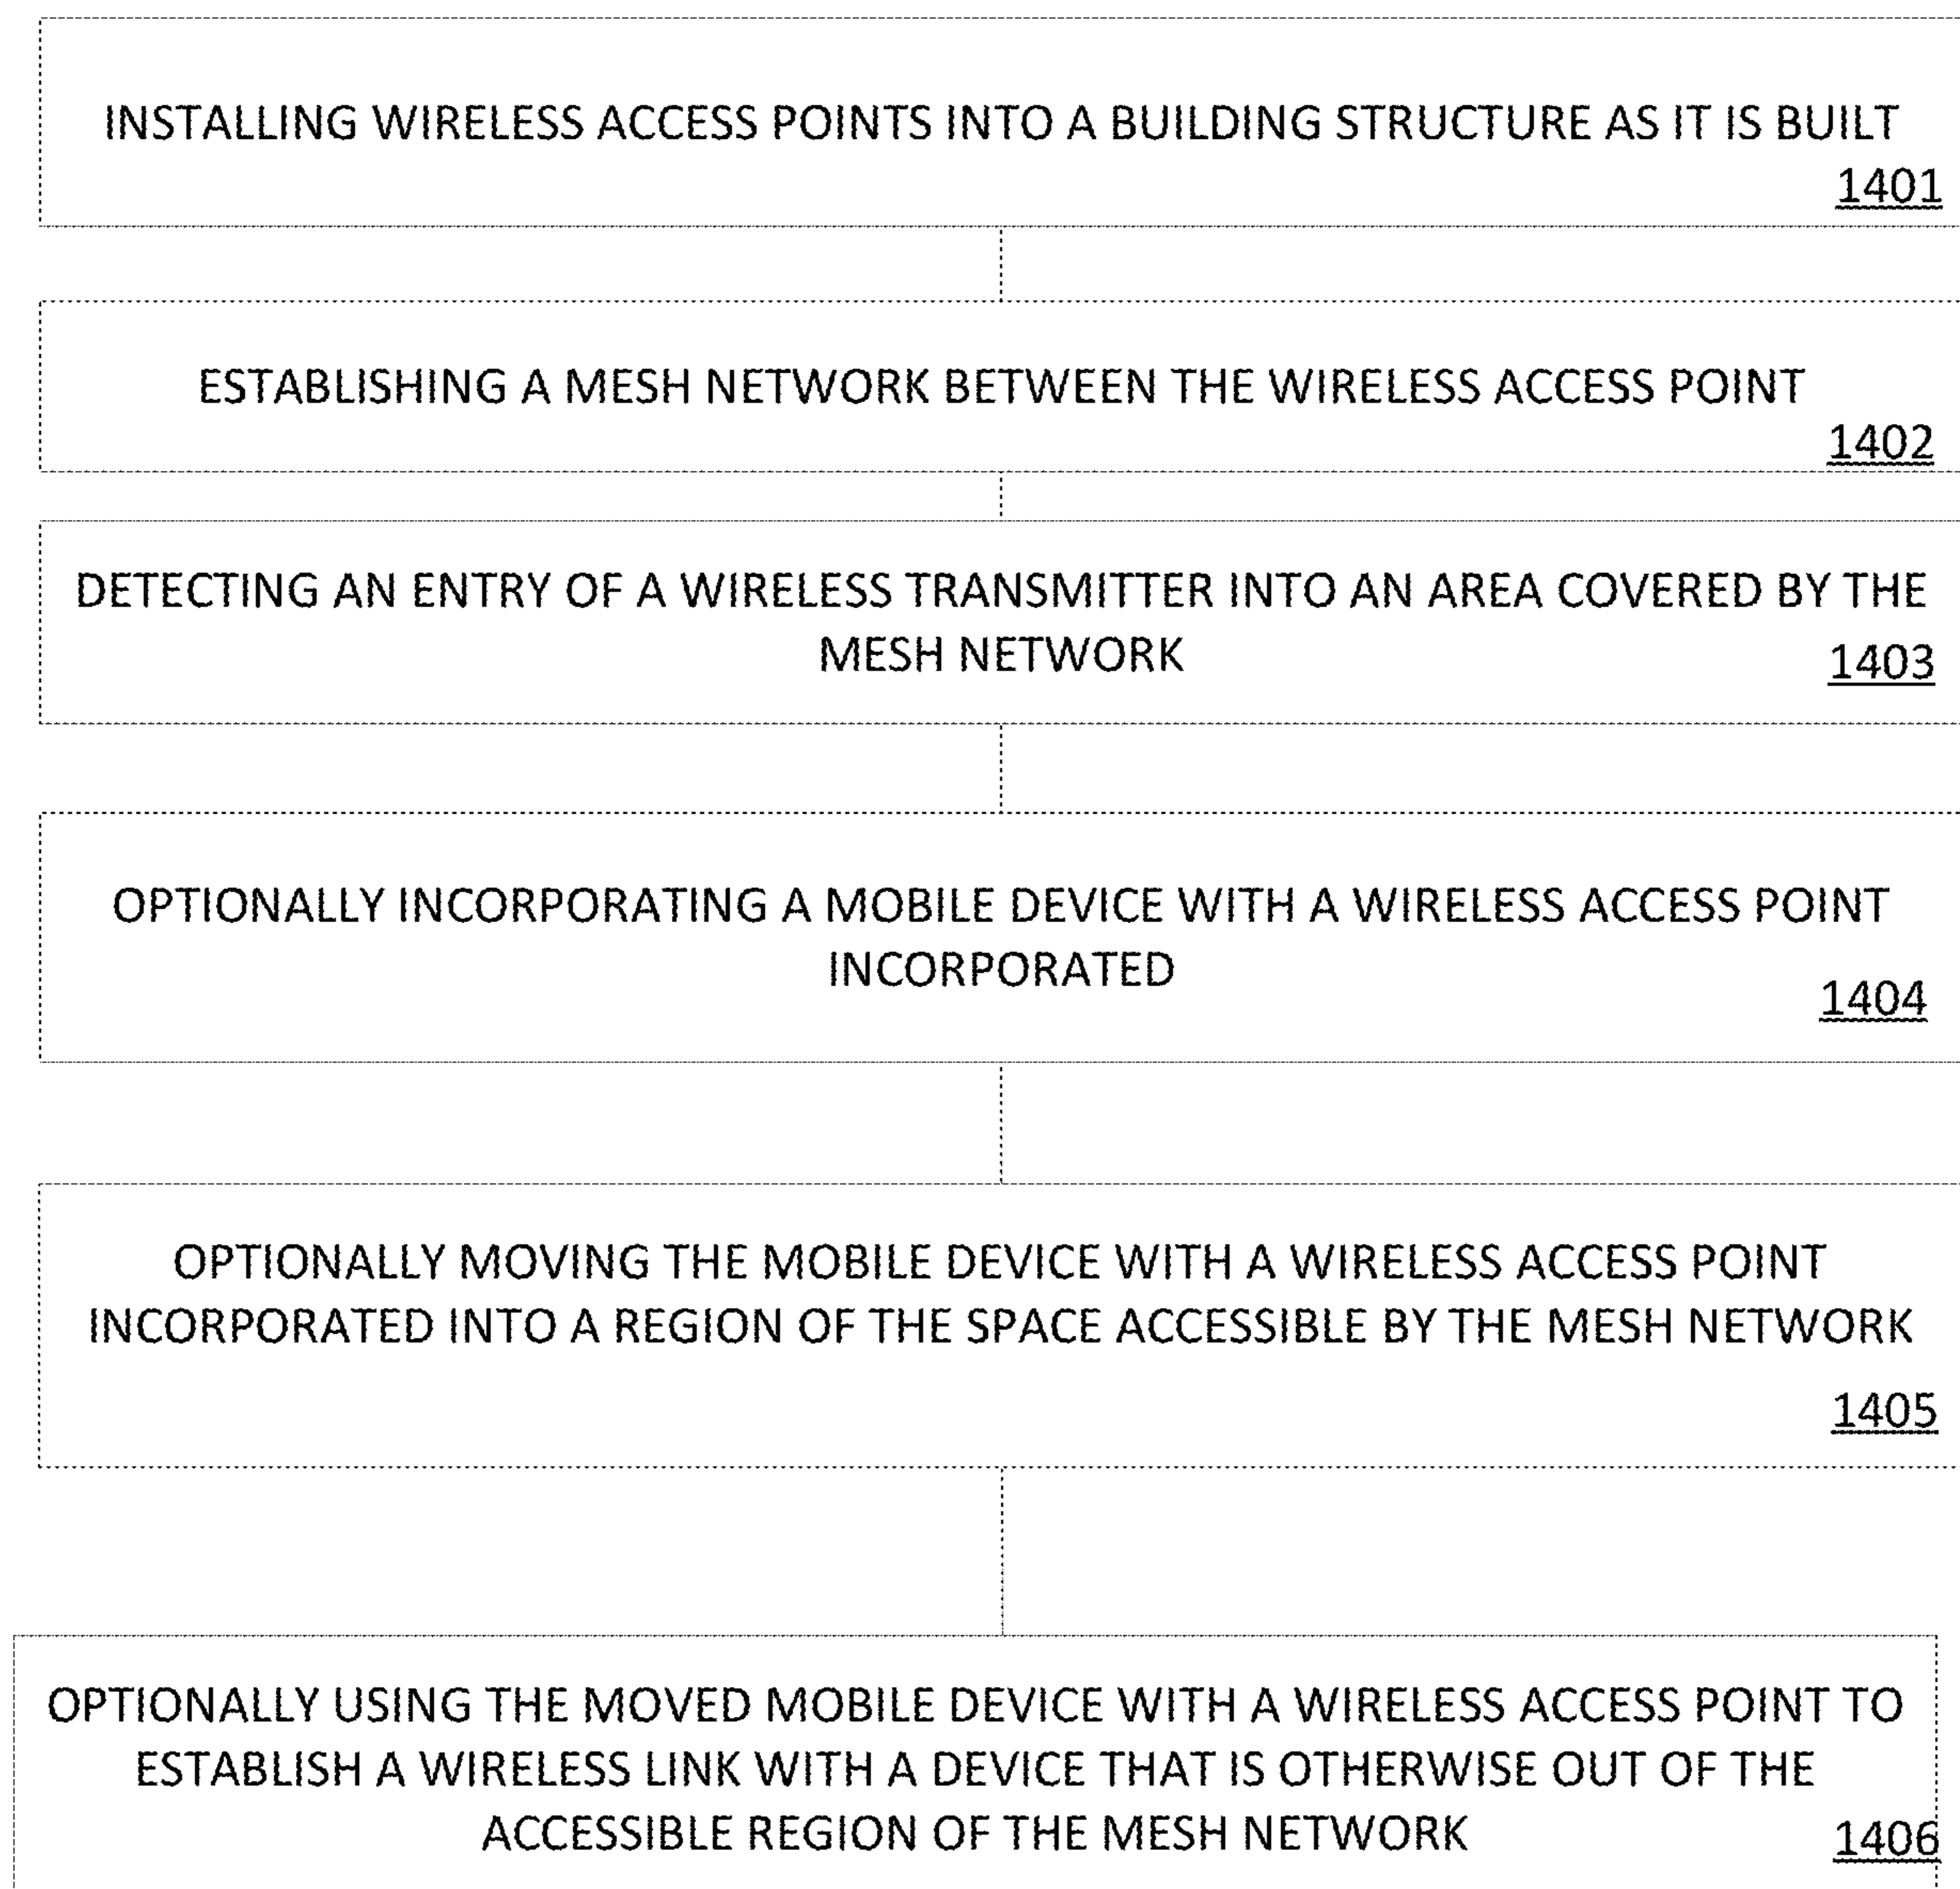 INSTALLING WIRELESS ACCESS POINTS INTO A BUILDING STRUCTURE AS IT IS BUILT
1401
ESTABLISHING A MESH NETWORK BETWEEN THE WIRELESS ACCESS POINT
1402
DETECTING AN ENTRY OF A WIRELESS TRANSMITTER INTO AN AREA COVERED BY THE
MESH NETWORK
1403
OPTIONALLY INCORPORATING A MOBILE DEVICE WITH A WIRELESS ACCESS POINT
INCORPORATED
1404
OPTIONALLY MOVING THE MOBILE DEVICE WITH A WIRELESS ACCESS POINT
INCORPORATED INTO A REGION OF THE SPACE ACCESSIBLE BY THE MESH NETWORK
1405
OPTIONALLY USING THE MOVED MOBILE DEVICE WITH A WIRELESS ACCESS POINT TO
ESTABLISH A WIRELESS LINK WITH A DEVICE THAT IS OTHERWISE OUT OF THE
ACCESSIBLE REGION OF THE MESH NETWORK
1406